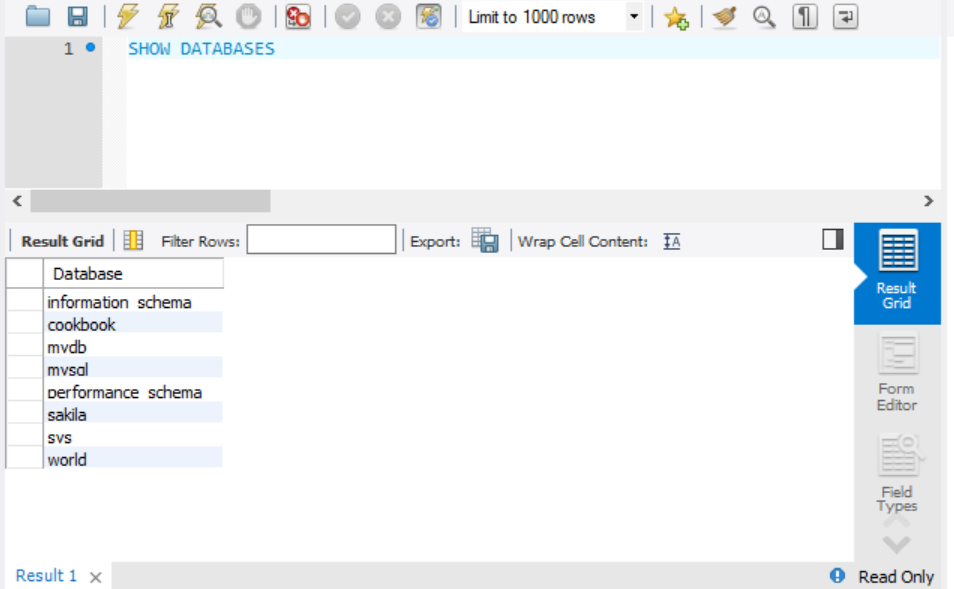 Limit to 1000 rows
1 SHOW DATABASES
Result Grid Filter Rows: Export: Wrap Cell Content:
Database
information_schema
cookbook
mydb
mysql
performance_schema
sakila
sys
world
Result
Grid
Form
Editor
Field
Types
Result 1 Read Only